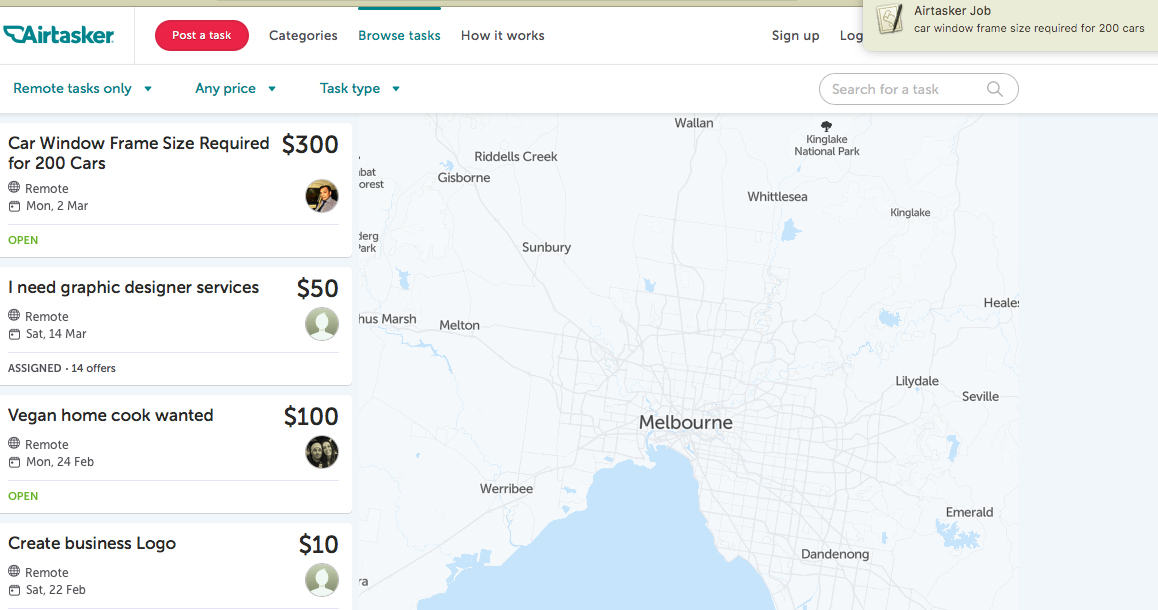 Airtasker
Post a task
Categories
Browse tasks
How it works
Sign up
Log
Airtasker Job
car window frame size required for 200 cars
Remote tasks only
Any price
Task type
Search for a task
Car Window Frame Size Required
for 200 Cars
$300
Remote
Mon, 2 Mar
OPEN
I need graphic designer services
$50
Remote
Sat, 14 Mar
ASSIGNED · 14 offers
Vegan home cook wanted
$100
Remote
Mon, 24 Feb
OPEN
Create business Logo
$10
Remote
Sat, 22 Feb
Wallan
Kinglake
National Park
Riddells Creek
bat
orest
Gisborne
Whittlesea
Kinglake
derg
Park
Sunbury
Heales
hus Marsh
Melton
Lilydale
Seville
Melbourne
Werribee
Emerald
Dandenong
ra